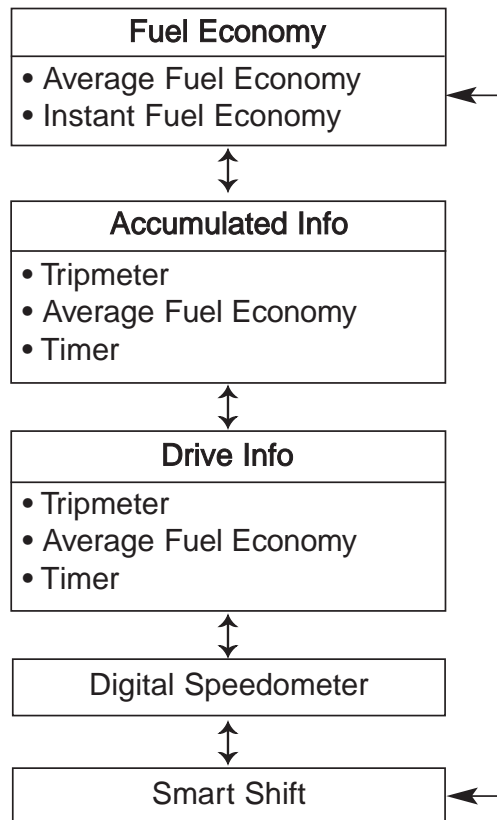 Fuel Economy
• Average Fuel Economy
• Instant Fuel Economy
Accumulated Info
• Tripmeter
• Average Fuel Economy
• Timer
Drive Info
• Tripmeter
• Average Fuel Economy
• Timer
Digital Speedometer
Smart Shift